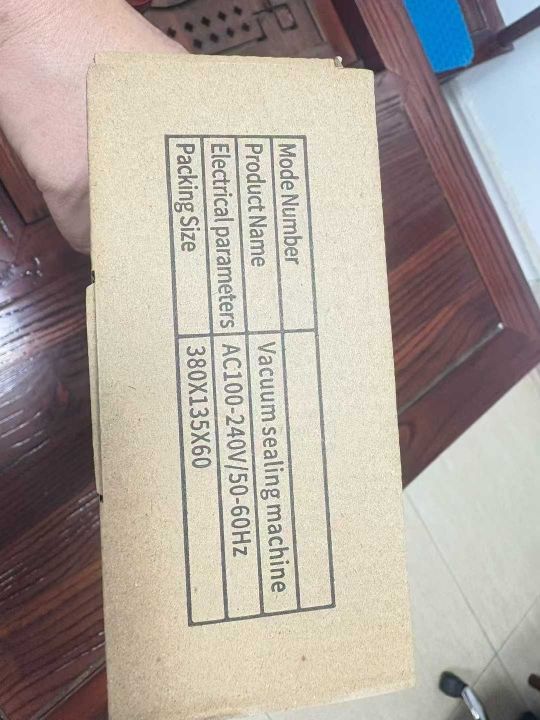 Mode Number
Product Name Vacuum sealing machine
Electrical parameters AC100-240V/50-60Hz
Packing Size 380X135X60